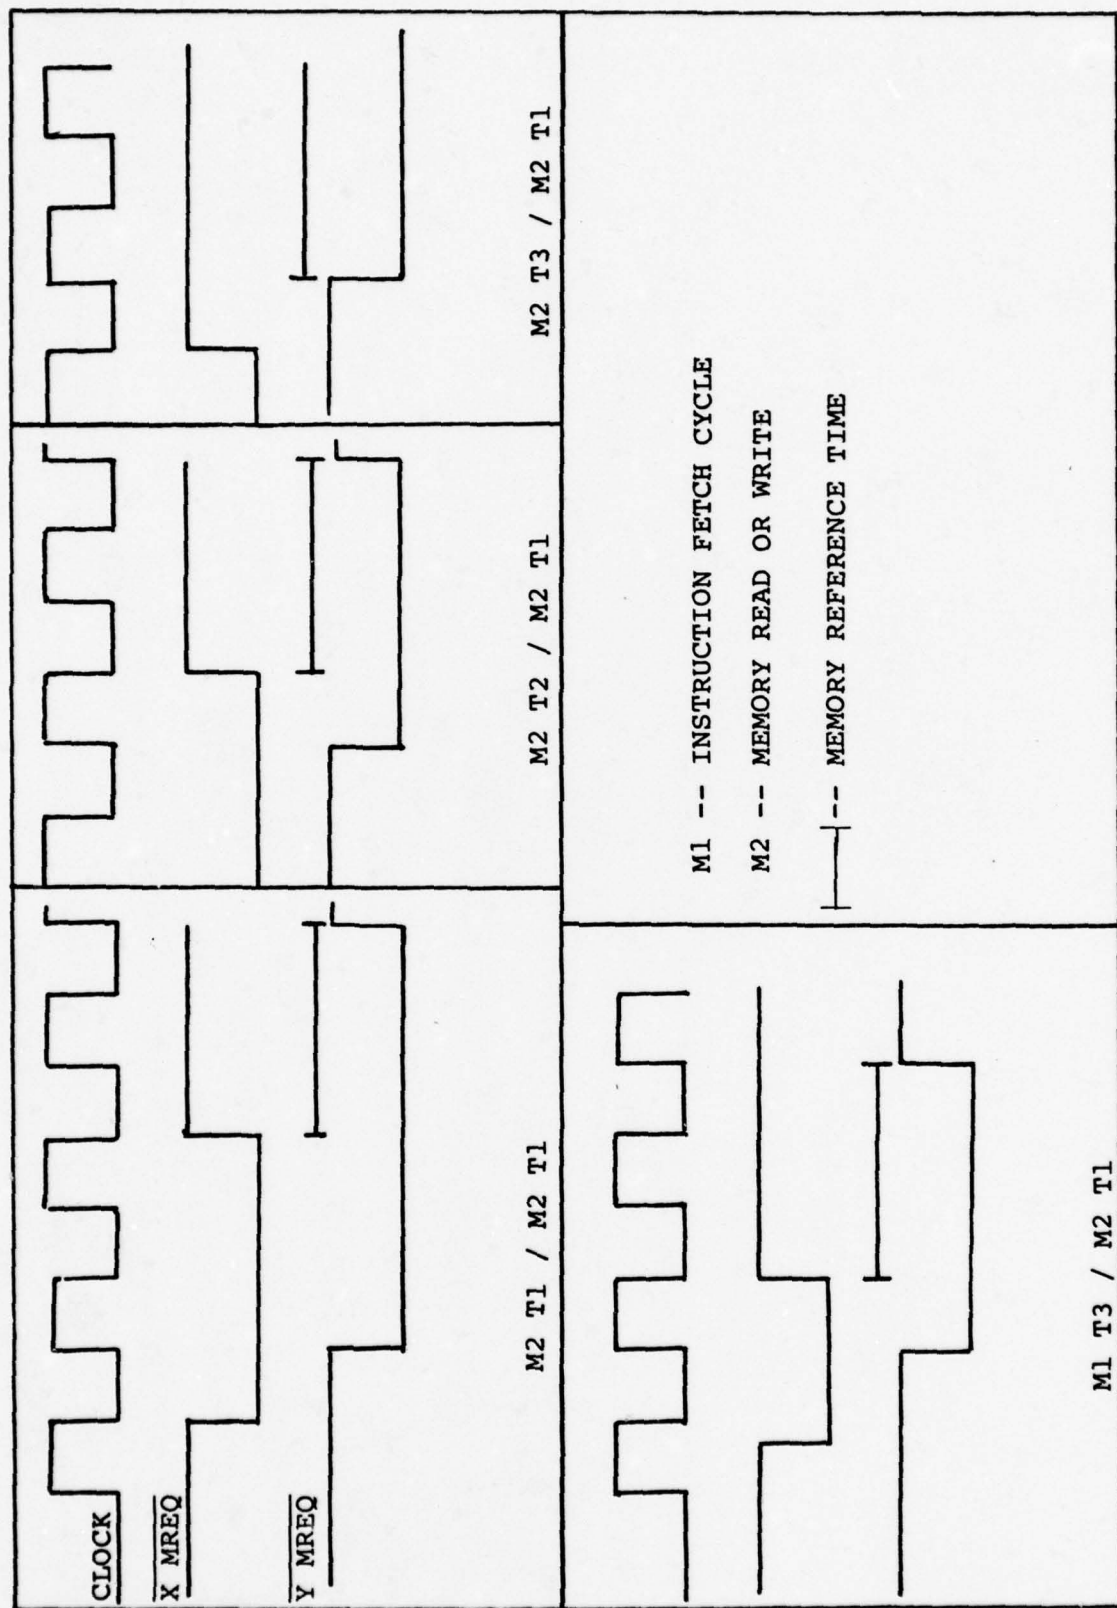 CLOCK
X MREQ
Y MREQ
M2 T1 / M2 T1
M2 T2 / M2 T1
M2 T3 / M2 T1
M1 T3 / M2 T1
M1 -- INSTRUCTION FETCH CYCLE
M2 -- MEMORY READ OR WRITE
-- MEMORY REFERENCE TIME